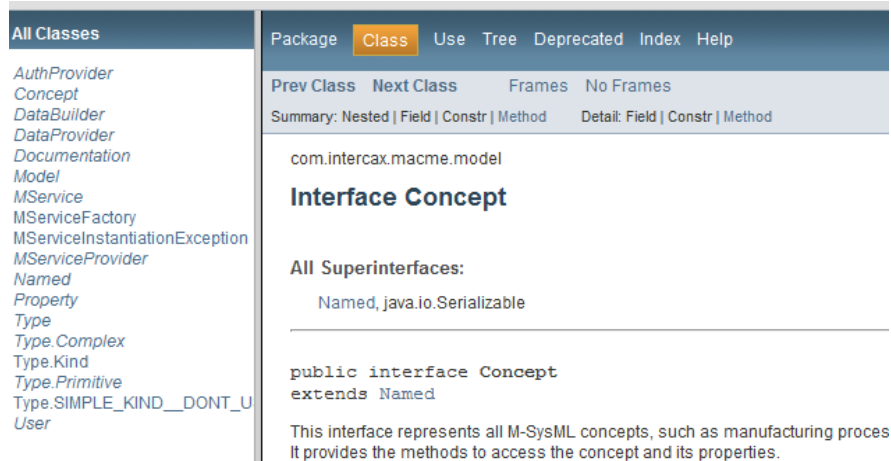 All Classes
AuthProvider
Concept
DataBuilder
DataProvider
Documentation
Model
MService
MServiceFactory
MServiceInstantiationException
MServiceProvider
Named
Property
Type
Type.Complex
Type.Kind
Type.Primitive
Type.SIMPLE_KIND__DONT_U
User
Package Class Use Tree Deprecated Index Help
Prev Class Next Class Frames No Frames
Summary: Nested | Field | Constr | Method Detail: Field | Constr | Method
com.intercax.macme.model
Interface Concept
All Superinterfaces:
Named, java.io.Serializable
public interface Concept
extends Named
This interface represents all M-SysML concepts, such as manufacturing proces
It provides the methods to access the concept and its properties.